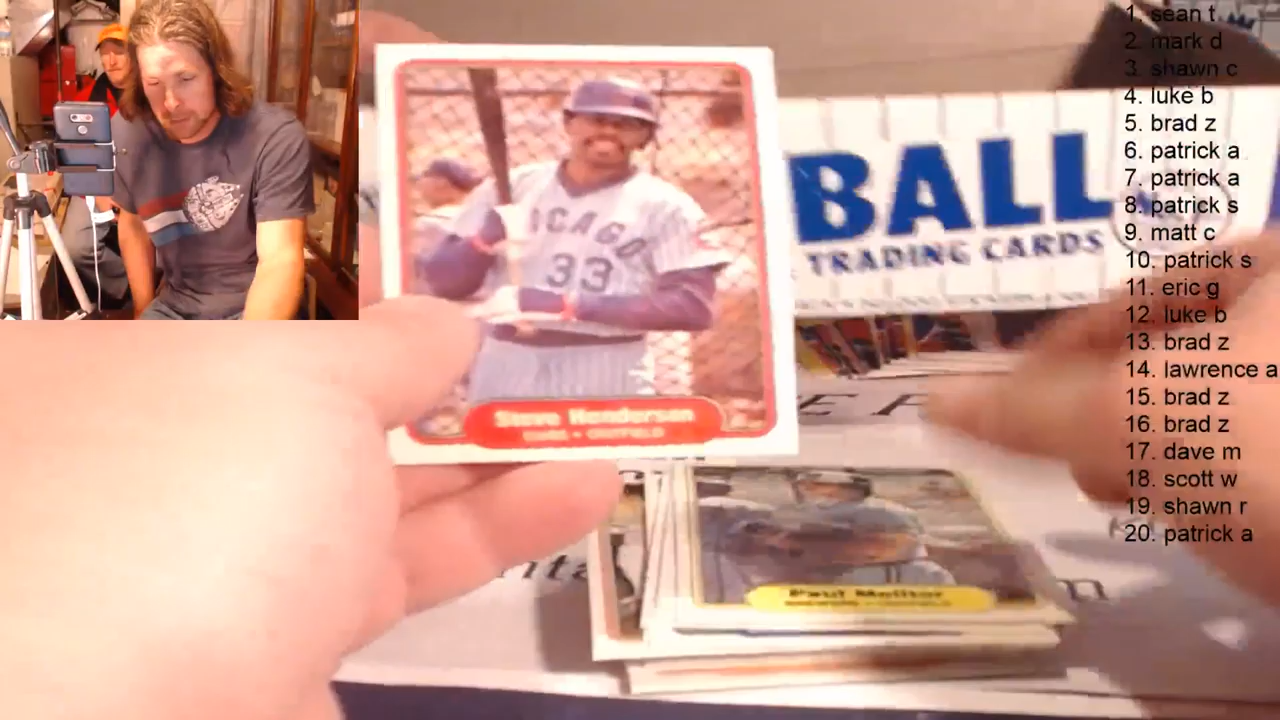 1. sean t
2. mark d
3. shawn c
4. luke b
5. brad z
6. patrick a
7. patrick a
8. patrick s
9. matt c
10. patrick s
11. eric g
12. luke b
13. brad z
14. lawrence a
15. brad z
16. brad z
17. dave m
18. scott w
19. shawn r
20. patrick a
BALL
TRADING CARDS
CHICAGO
33
Steve Henderson
CUBS • OUTFIELD
Paul Molitor